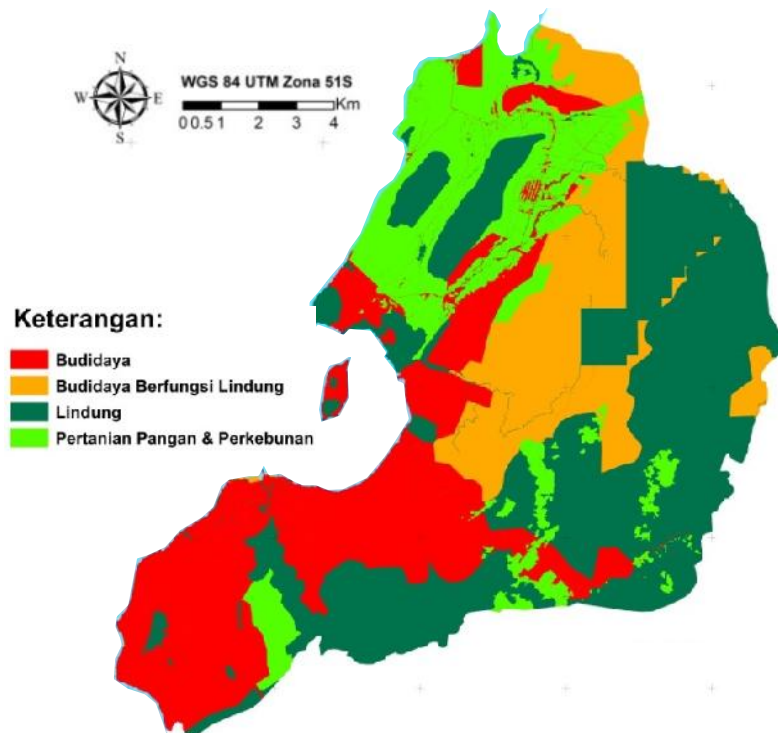 N
W E
S
WGS 84 UTM Zona 51S
Km
0 0.5 1 2 3 4
Keterangan:
Budidaya
Budidaya Berfungsi Lindung
Lindung
Pertanian Pangan & Perkebunan